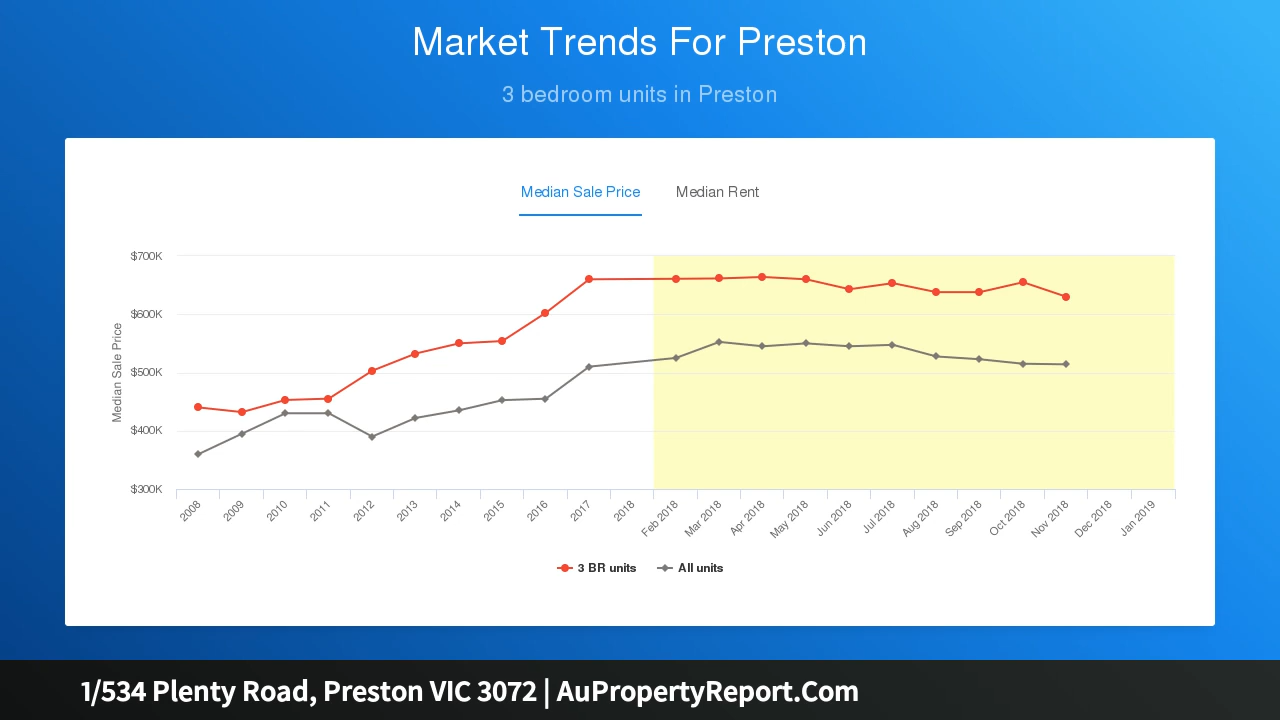 Market Trends For Preston
3 bedroom units in Preston
Median Sale Price Median Rent
$700K
$600K
$500K
$400K
$300K
Median Sale Price
2008 2009 2010 2011 2012 2013 2014 2015 2016 2017 2018 Feb 2018 Mar 2018 Apr 2018 May 2018 Jun 2018 Jul 2018 Aug 2018 Sep 2018 Oct 2018 Nov 2018 Dec 2018 Jan 2019
3 BR units All units
1/534 Plenty Road, Preston VIC 3072 | AuPropertyReport.Com